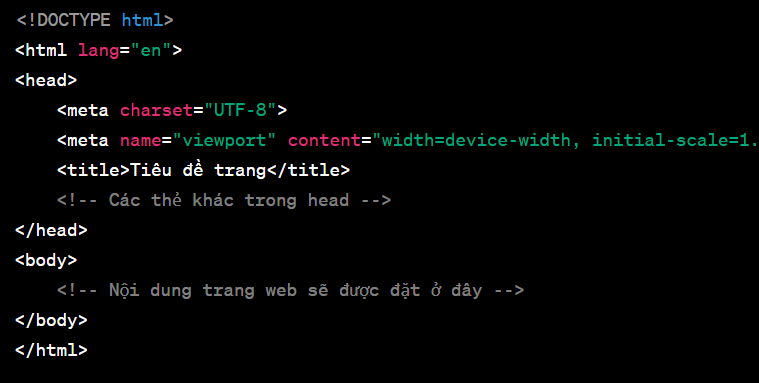 <!DOCTYPE html>
<html lang="en">
<head>
<meta charset="UTF-8">
<meta name="viewport" content="width=device-width, initial-scale=1.
<title>Tiêu đề trang</title>
<!-- Các thẻ khác trong head -->
</head>
<body>
<!-- Nội dung trang web sẽ được đặt ở đây -->
</body>
</html>